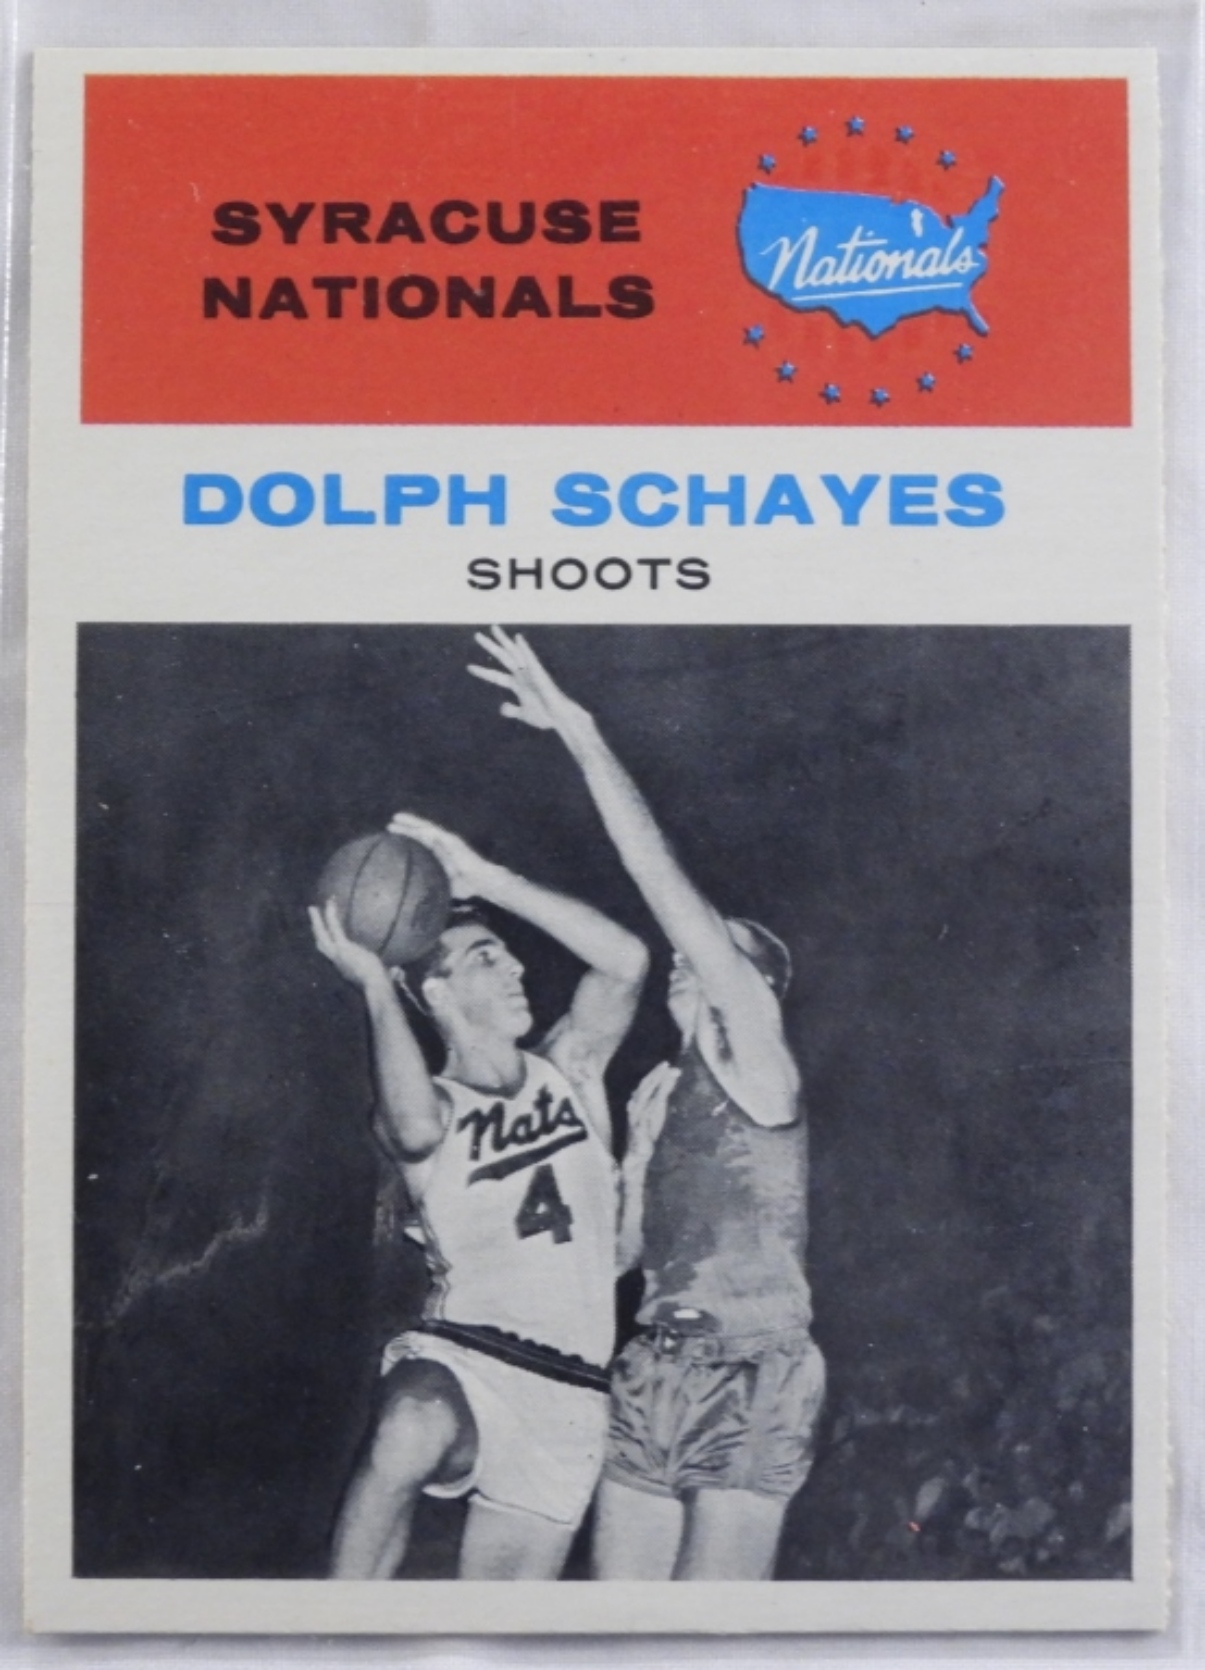 SYRACUSE
NATIONALS
Nationals
DOLPH SCHAYES
SHOOTS
Nats
4